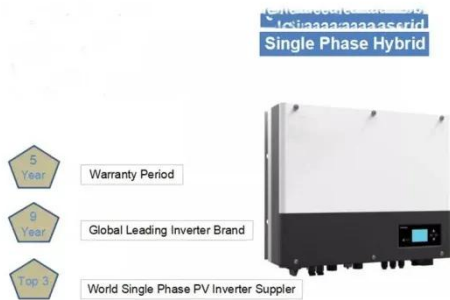 Single Phase Hybrid
5
Year
Warranty Period
9
Year
Global Leading Inverter Brand
Top 3
World Single Phase PV Inverter Suppler